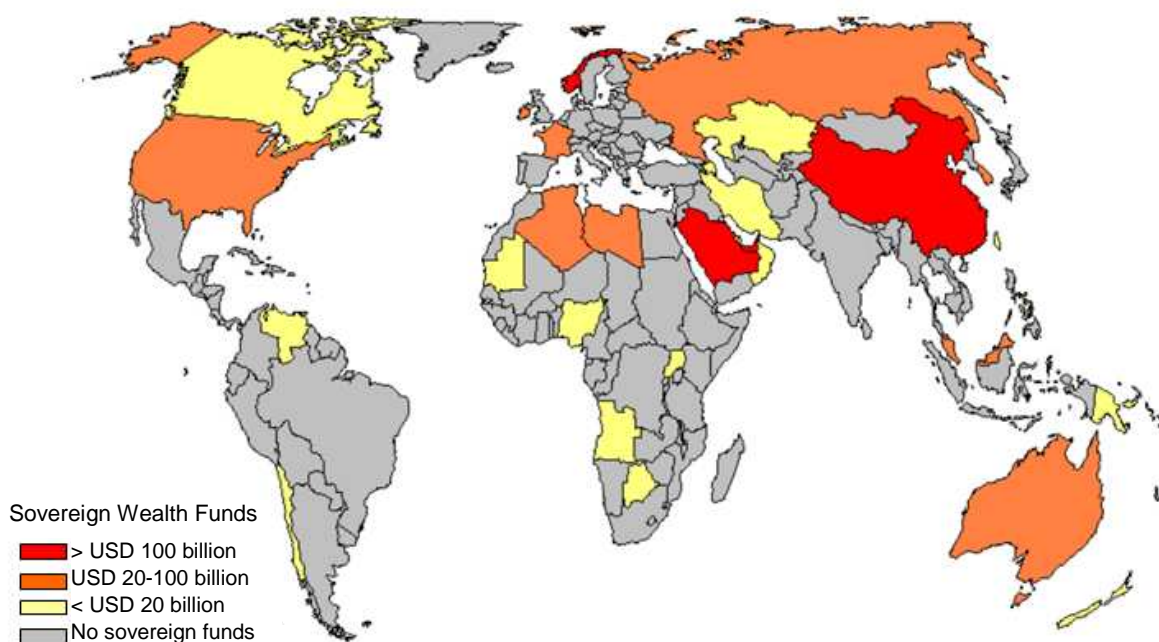 Sovereign Wealth Funds
> USD 100 billion
USD 20-100 billion
< USD 20 billion
No sovereign funds